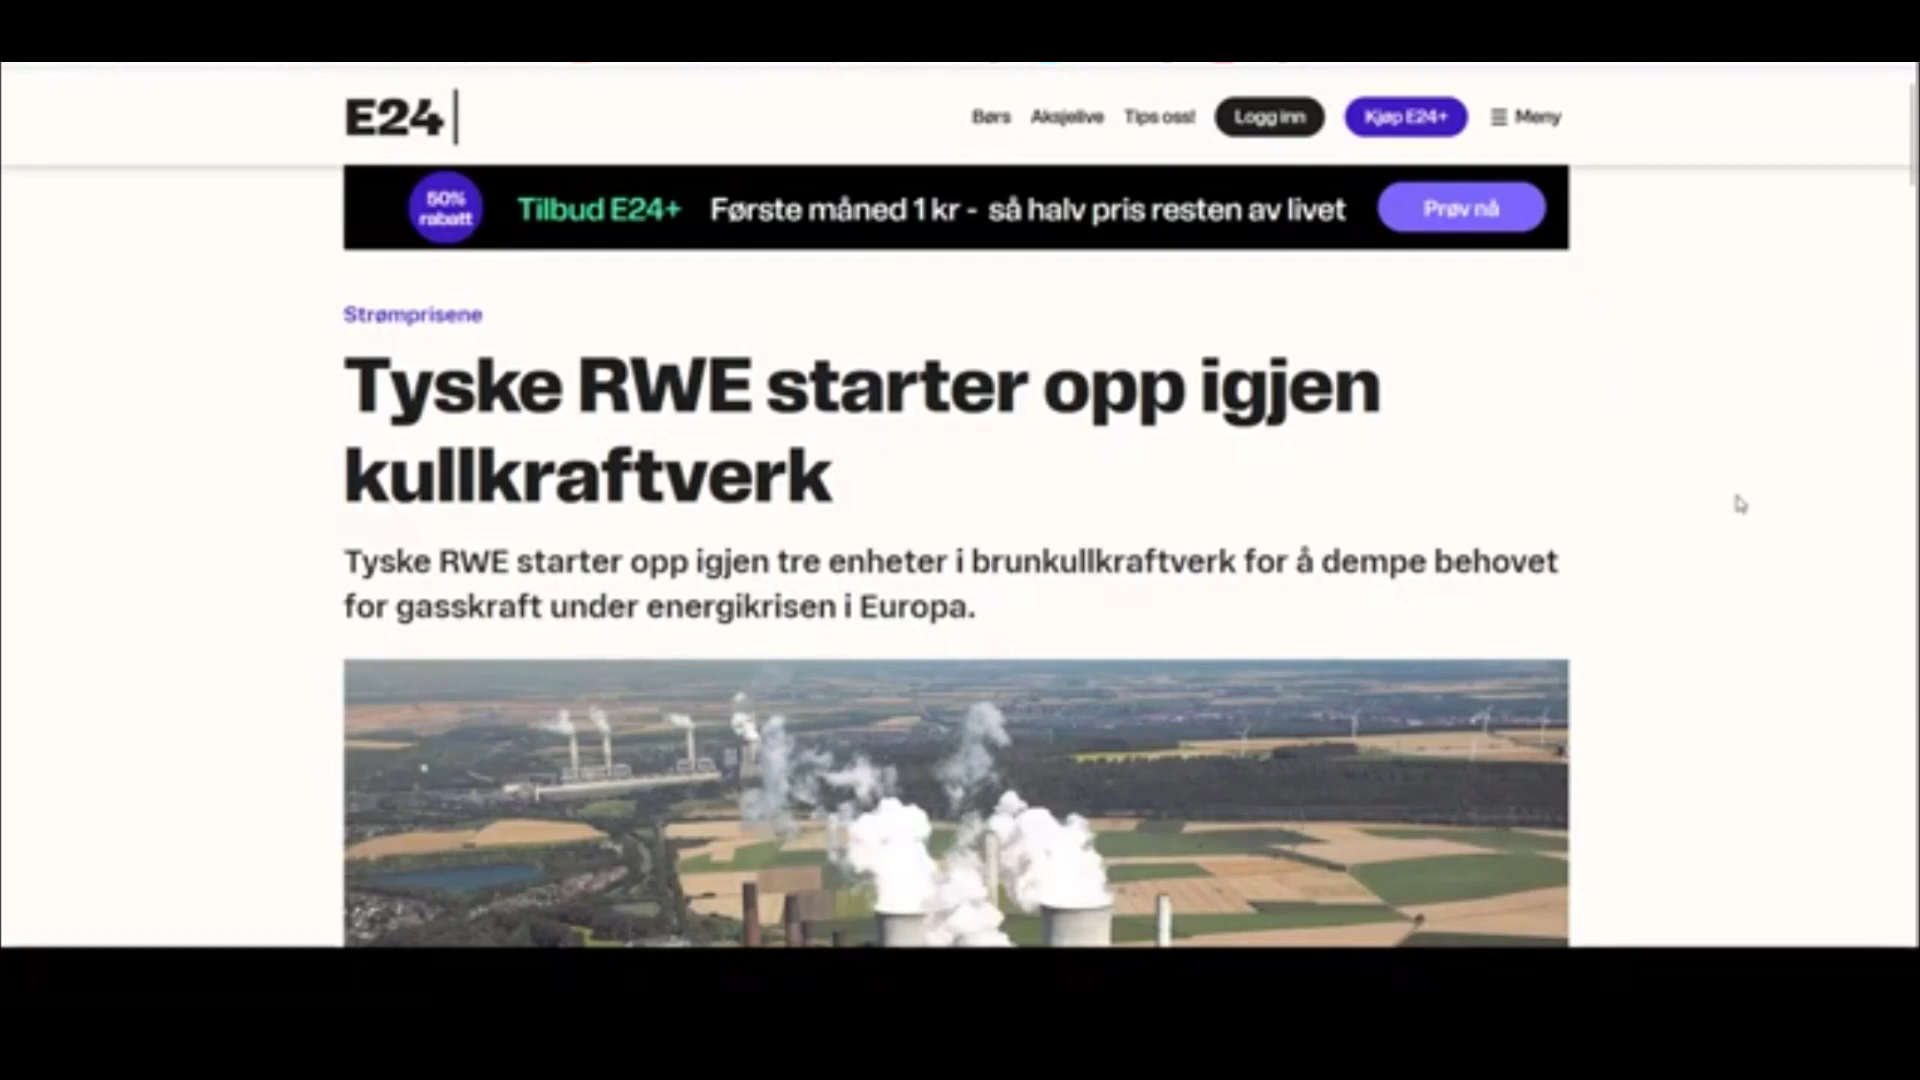 E24
Børs Aksjelive Tips oss! Logg inn Kjøp E24+ Meny
50% rabatt
Tilbud E24+ Første måned 1 kr - så halv pris resten av livet Prøv nå
Strømprisene
Tyske RWE starter opp igjen
kullkraftverk
Tyske RWE starter opp igjen tre enheter i brunkullkraftverk for å dempe behovet
for gasskraft under energikrisen i Europa.